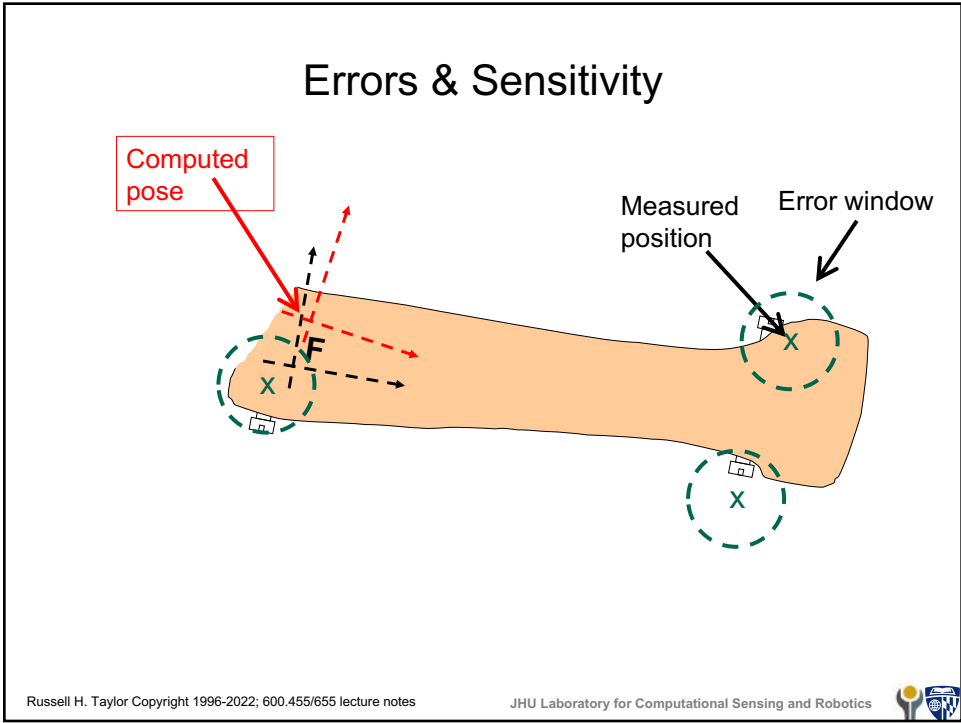 Errors & Sensitivity
Computed
pose
Measured
position
Error window
F
x
x
x
Russell H. Taylor Copyright 1996-2022; 600.455/655 lecture notes
JHU Laboratory for Computational Sensing and Robotics